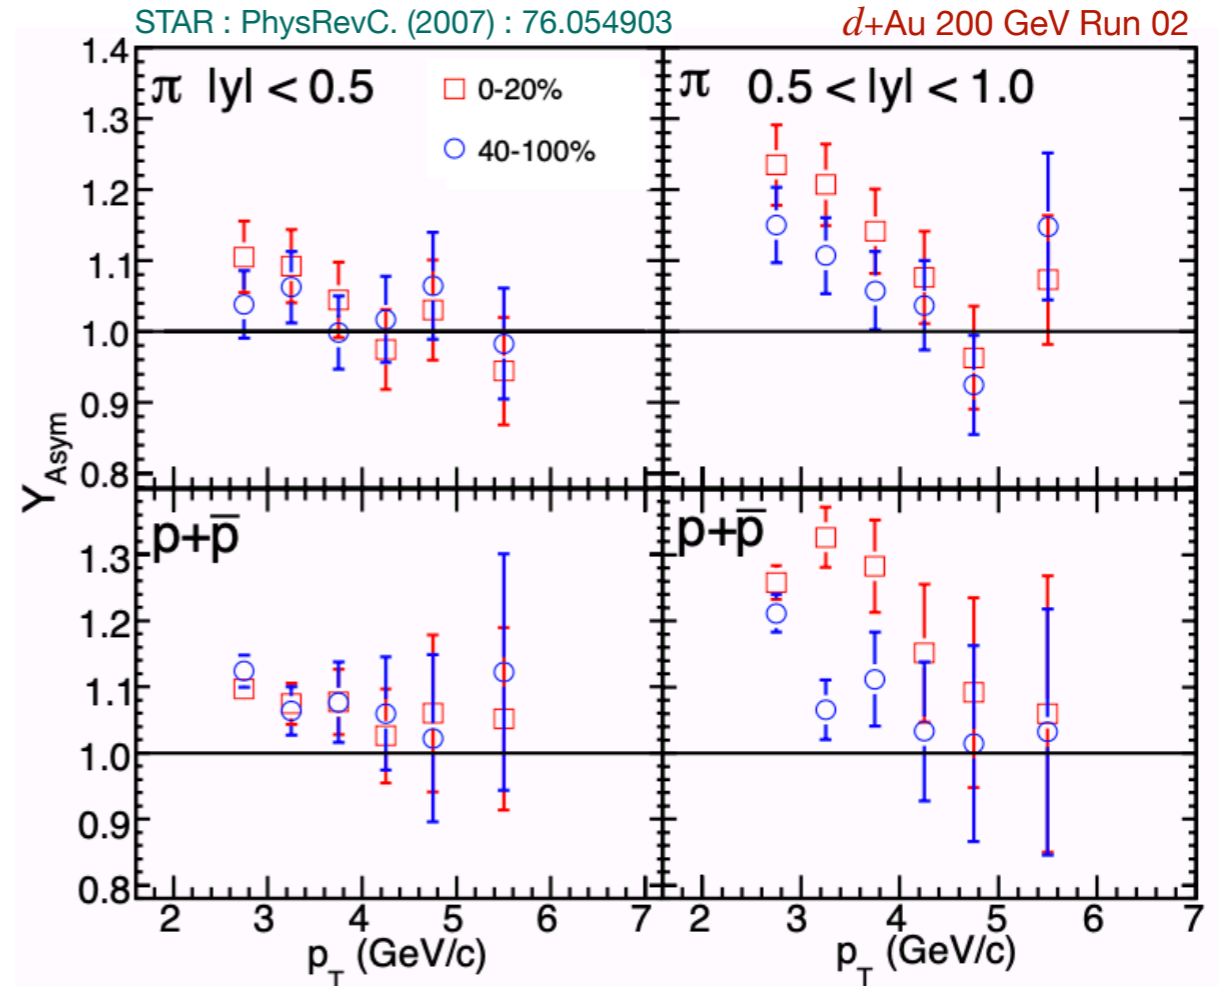 STAR : PhysRevC. (2007) : 76.054903
d+Au 200 GeV Run 02
π |y| < 0.5
0-20%
40-100%
π 0.5 < |y| < 1.0
1.4
1.3
1.2
1.1
1.0
0.9
0.8
Y_Asym
p+p̅
p+p̅
1.3
1.2
1.1
1.0
0.9
0.8
2 3 4 5 6 7
2 3 4 5 6 7
p_T (GeV/c)
p_T (GeV/c)